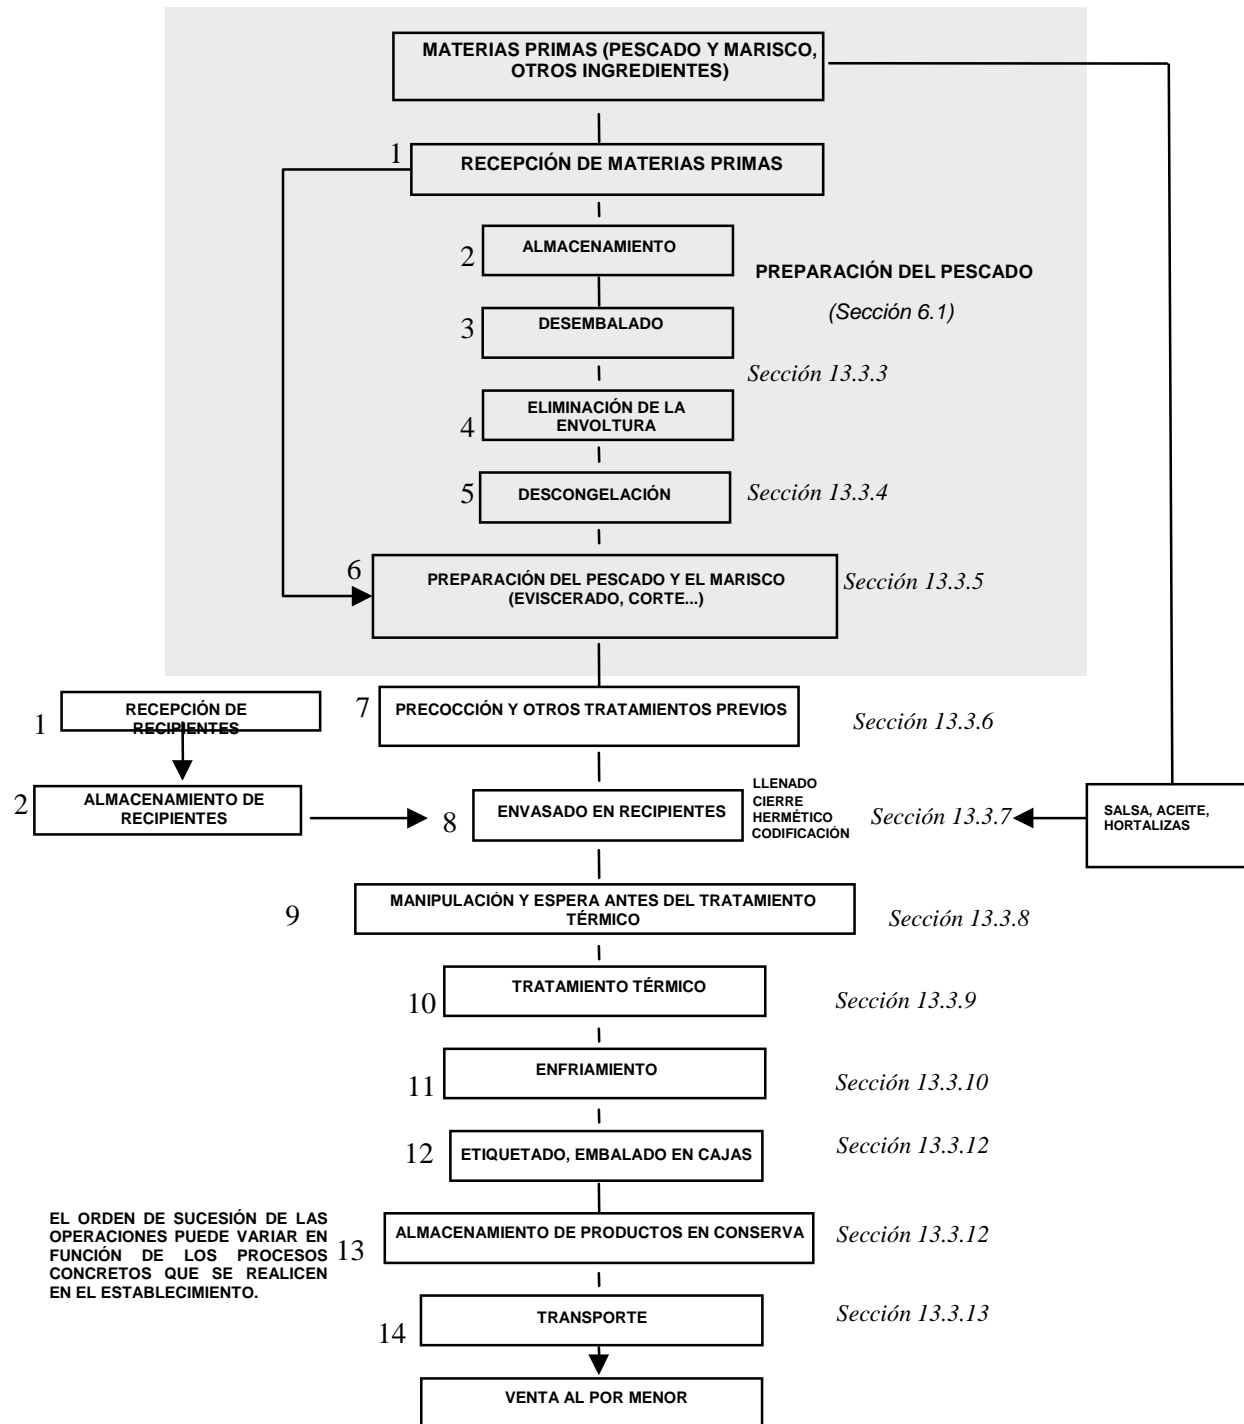 MATERIAS PRIMAS (PESCADO Y MARISCO,
OTROS INGREDIENTES)
1
RECEPCIÓN DE MATERIAS PRIMAS
2
ALMACENAMIENTO
PREPARACIÓN DEL PESCADO
(Sección 6.1)
3
DESEMBALADO
Sección 13.3.3
4
ELIMINACIÓN DE LA
ENVOLTURA
5
DESCONGELACIÓN
Sección 13.3.4
6
PREPARACIÓN DEL PESCADO Y EL MARISCO
(EVISCERADO, CORTE...)
Sección 13.3.5
1
RECEPCIÓN DE
RECIPIENTES
7
PRECOCCIÓN Y OTROS TRATAMIENTOS PREVIOS
Sección 13.3.6
2
ALMACENAMIENTO DE
RECIPIENTES
8
ENVASADO EN RECIPIENTES
LLENADO
CIERRE
HERMÉTICO
CODIFICACIÓN
Sección 13.3.7
SALSA, ACEITE,
HORTALIZAS
9
MANIPULACIÓN Y ESPERA ANTES DEL TRATAMIENTO
TÉRMICO
Sección 13.3.8
10
TRATAMIENTO TÉRMICO
Sección 13.3.9
11
ENFRIAMIENTO
Sección 13.3.10
12
ETIQUETADO, EMBALADO EN CAJAS
Sección 13.3.12
EL ORDEN DE SUCESIÓN DE LAS
OPERACIONES PUEDE VARIAR EN
FUNCIÓN DE LOS PROCESOS
CONCRETOS QUE SE REALICEN
EN EL ESTABLECIMIENTO.
13
ALMACENAMIENTO DE PRODUCTOS EN CONSERVA
Sección 13.3.12
14
TRANSPORTE
Sección 13.3.13
VENTA AL POR MENOR